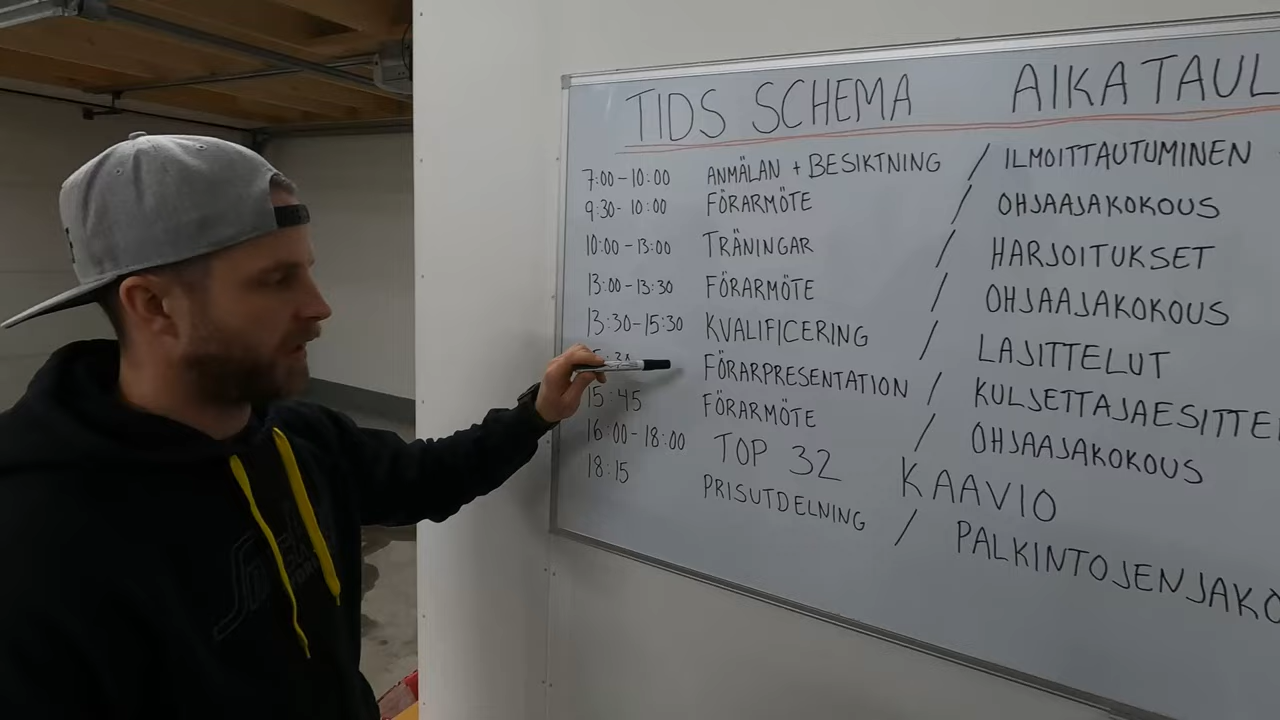 TIDS SCHEMA AIKATAUL
7:00-10:00 ANMÄLAN + BESIKTNING / ILMOITTAUTUMINEN
9:30-10:00 FÖRARMÖTE / OHJAAJAKOKOUS
10:00-13:00 TRÄNINGAR / HARJOITUKSET
13:00-13:30 FÖRARMÖTE / OHJAAJAKOKOUS
13:30-15:30 KVALIFICERING / LAJITTELUT
FÖRARPRESENTATION / KULJETTAJAESITTE
15:45 FÖRARMÖTE / OHJAAJAKOKOUS
16:00-18:00 TOP 32 KAAVIO
18:15 PRISUTDELNING / PALKINTOJENJAKO